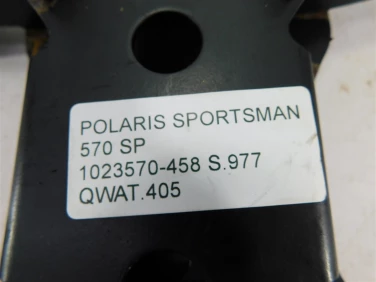 POLARIS SPORTSMAN
570 SP
1023570-458 S.977
QWAT.405